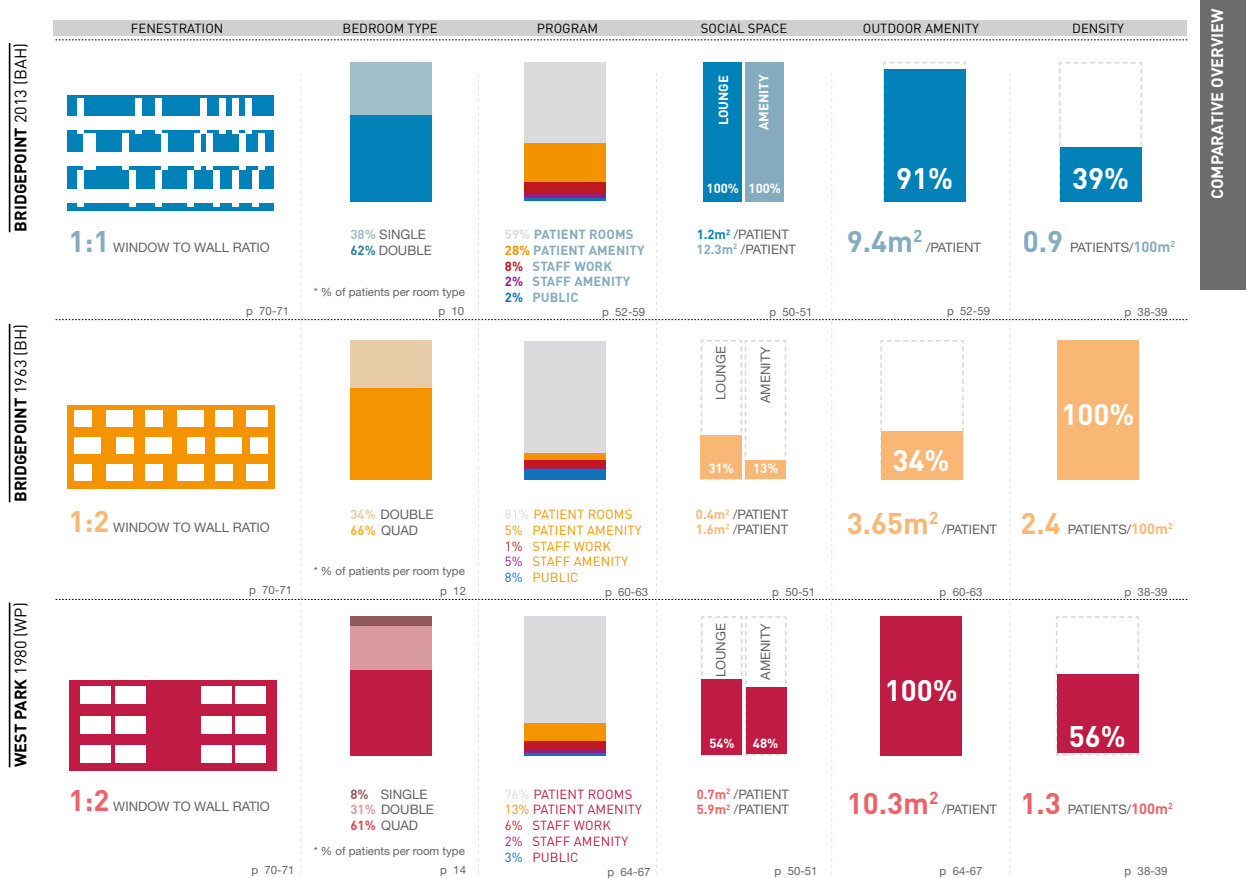 FENESTRATION BEDROOM TYPE PROGRAM SOCIAL SPACE OUTDOOR AMENITY DENSITY
COMPARATIVE OVERVIEW
BRIDGEPOINT 2013 (BAH)
LOUNGE
AMENITY
100%
100%
91%
39%
1:1 WINDOW TO WALL RATIO
38% SINGLE
62% DOUBLE
* % of patients per room type
59% PATIENT ROOMS
28% PATIENT AMENITY
8% STAFF WORK
2% STAFF AMENITY
2% PUBLIC
1.2m² /PATIENT
12.3m² /PATIENT
9.4m² /PATIENT
0.9 PATIENTS/100m²
p 70-71
p 10
p 52-59
p 50-51
p 52-59
p 38-39
BRIDGEPOINT 1963 (BH)
LOUNGE
AMENITY
31%
13%
34%
100%
1:2 WINDOW TO WALL RATIO
34% DOUBLE
66% QUAD
* % of patients per room type
81% PATIENT ROOMS
5% PATIENT AMENITY
1% STAFF WORK
5% STAFF AMENITY
8% PUBLIC
0.4m² /PATIENT
1.6m² /PATIENT
3.65m² /PATIENT
2.4 PATIENTS/100m²
p 70-71
p 12
p 60-63
p 50-51
p 60-63
p 38-39
WEST PARK 1980 (WP)
LOUNGE
AMENITY
54%
48%
100%
56%
1:2 WINDOW TO WALL RATIO
8% SINGLE
31% DOUBLE
61% QUAD
* % of patients per room type
76% PATIENT ROOMS
13% PATIENT AMENITY
6% STAFF WORK
2% STAFF AMENITY
3% PUBLIC
0.7m² /PATIENT
5.9m² /PATIENT
10.3m² /PATIENT
1.3 PATIENTS/100m²
p 70-71
p 14
p 64-67
p 50-51
p 64-67
p 38-39